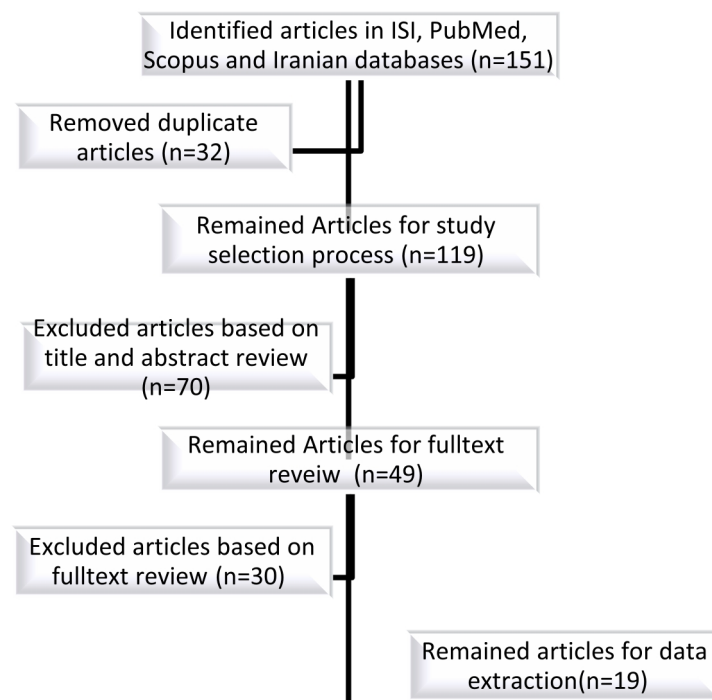 Identified articles in ISI, PubMed,
Scopus and Iranian databases (n=151)
Removed duplicate
articles (n=32)
Remained Articles for study
selection process (n=119)
Excluded articles based on
title and abstract review
(n=70)
Remained Articles for fulltext
reveiw (n=49)
Excluded articles based on
fulltext review (n=30)
Remained articles for data
extraction(n=19)